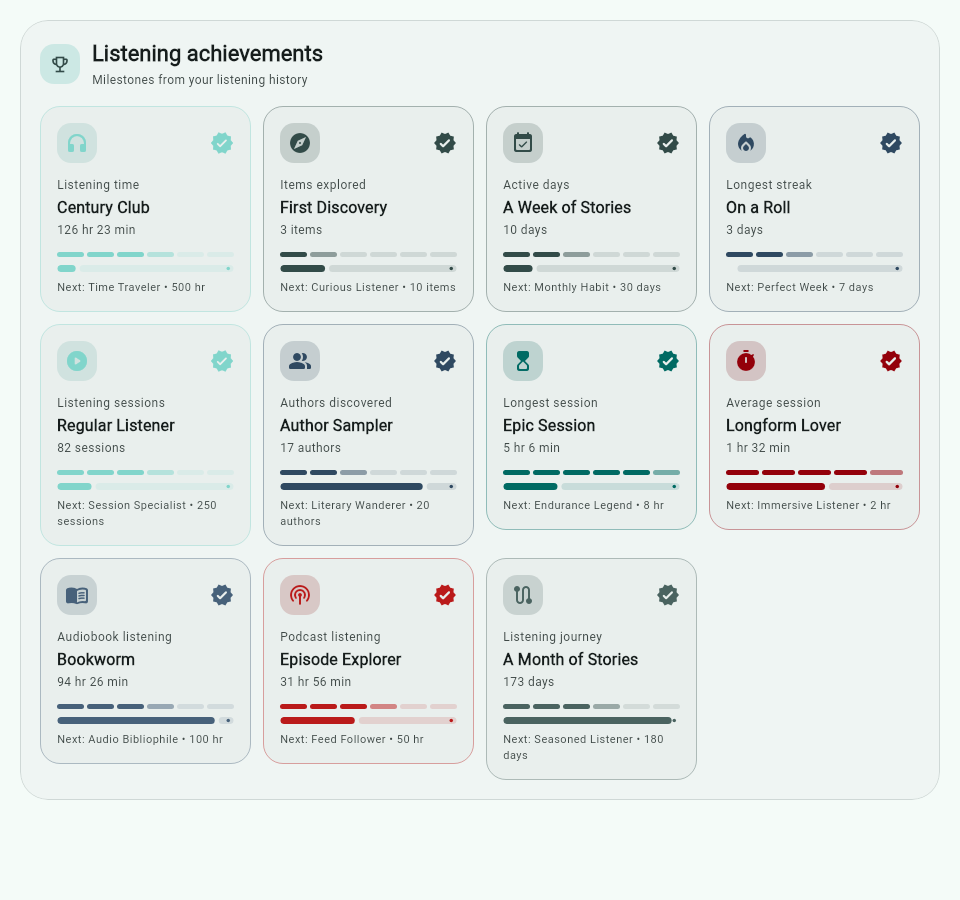 Listening achievements
Milestones from your listening history
Listening time
Century Club
126 hr 23 min
Next: Time Traveler • 500 hr
Items explored
First Discovery
3 items
Next: Curious Listener • 10 items
Active days
A Week of Stories
10 days
Next: Monthly Habit • 30 days
Longest streak
On a Roll
3 days
Next: Perfect Week • 7 days
Listening sessions
Regular Listener
82 sessions
Next: Session Specialist • 250
sessions
Authors discovered
Author Sampler
17 authors
Next: Literary Wanderer • 20
authors
Longest session
Epic Session
5 hr 6 min
Next: Endurance Legend • 8 hr
Average session
Longform Lover
1 hr 32 min
Next: Immersive Listener • 2 hr
Audiobook listening
Bookworm
94 hr 26 min
Next: Audio Bibliophile • 100 hr
Podcast listening
Episode Explorer
31 hr 56 min
Next: Feed Follower • 50 hr
Listening journey
A Month of Stories
173 days
Next: Seasoned Listener • 180
days